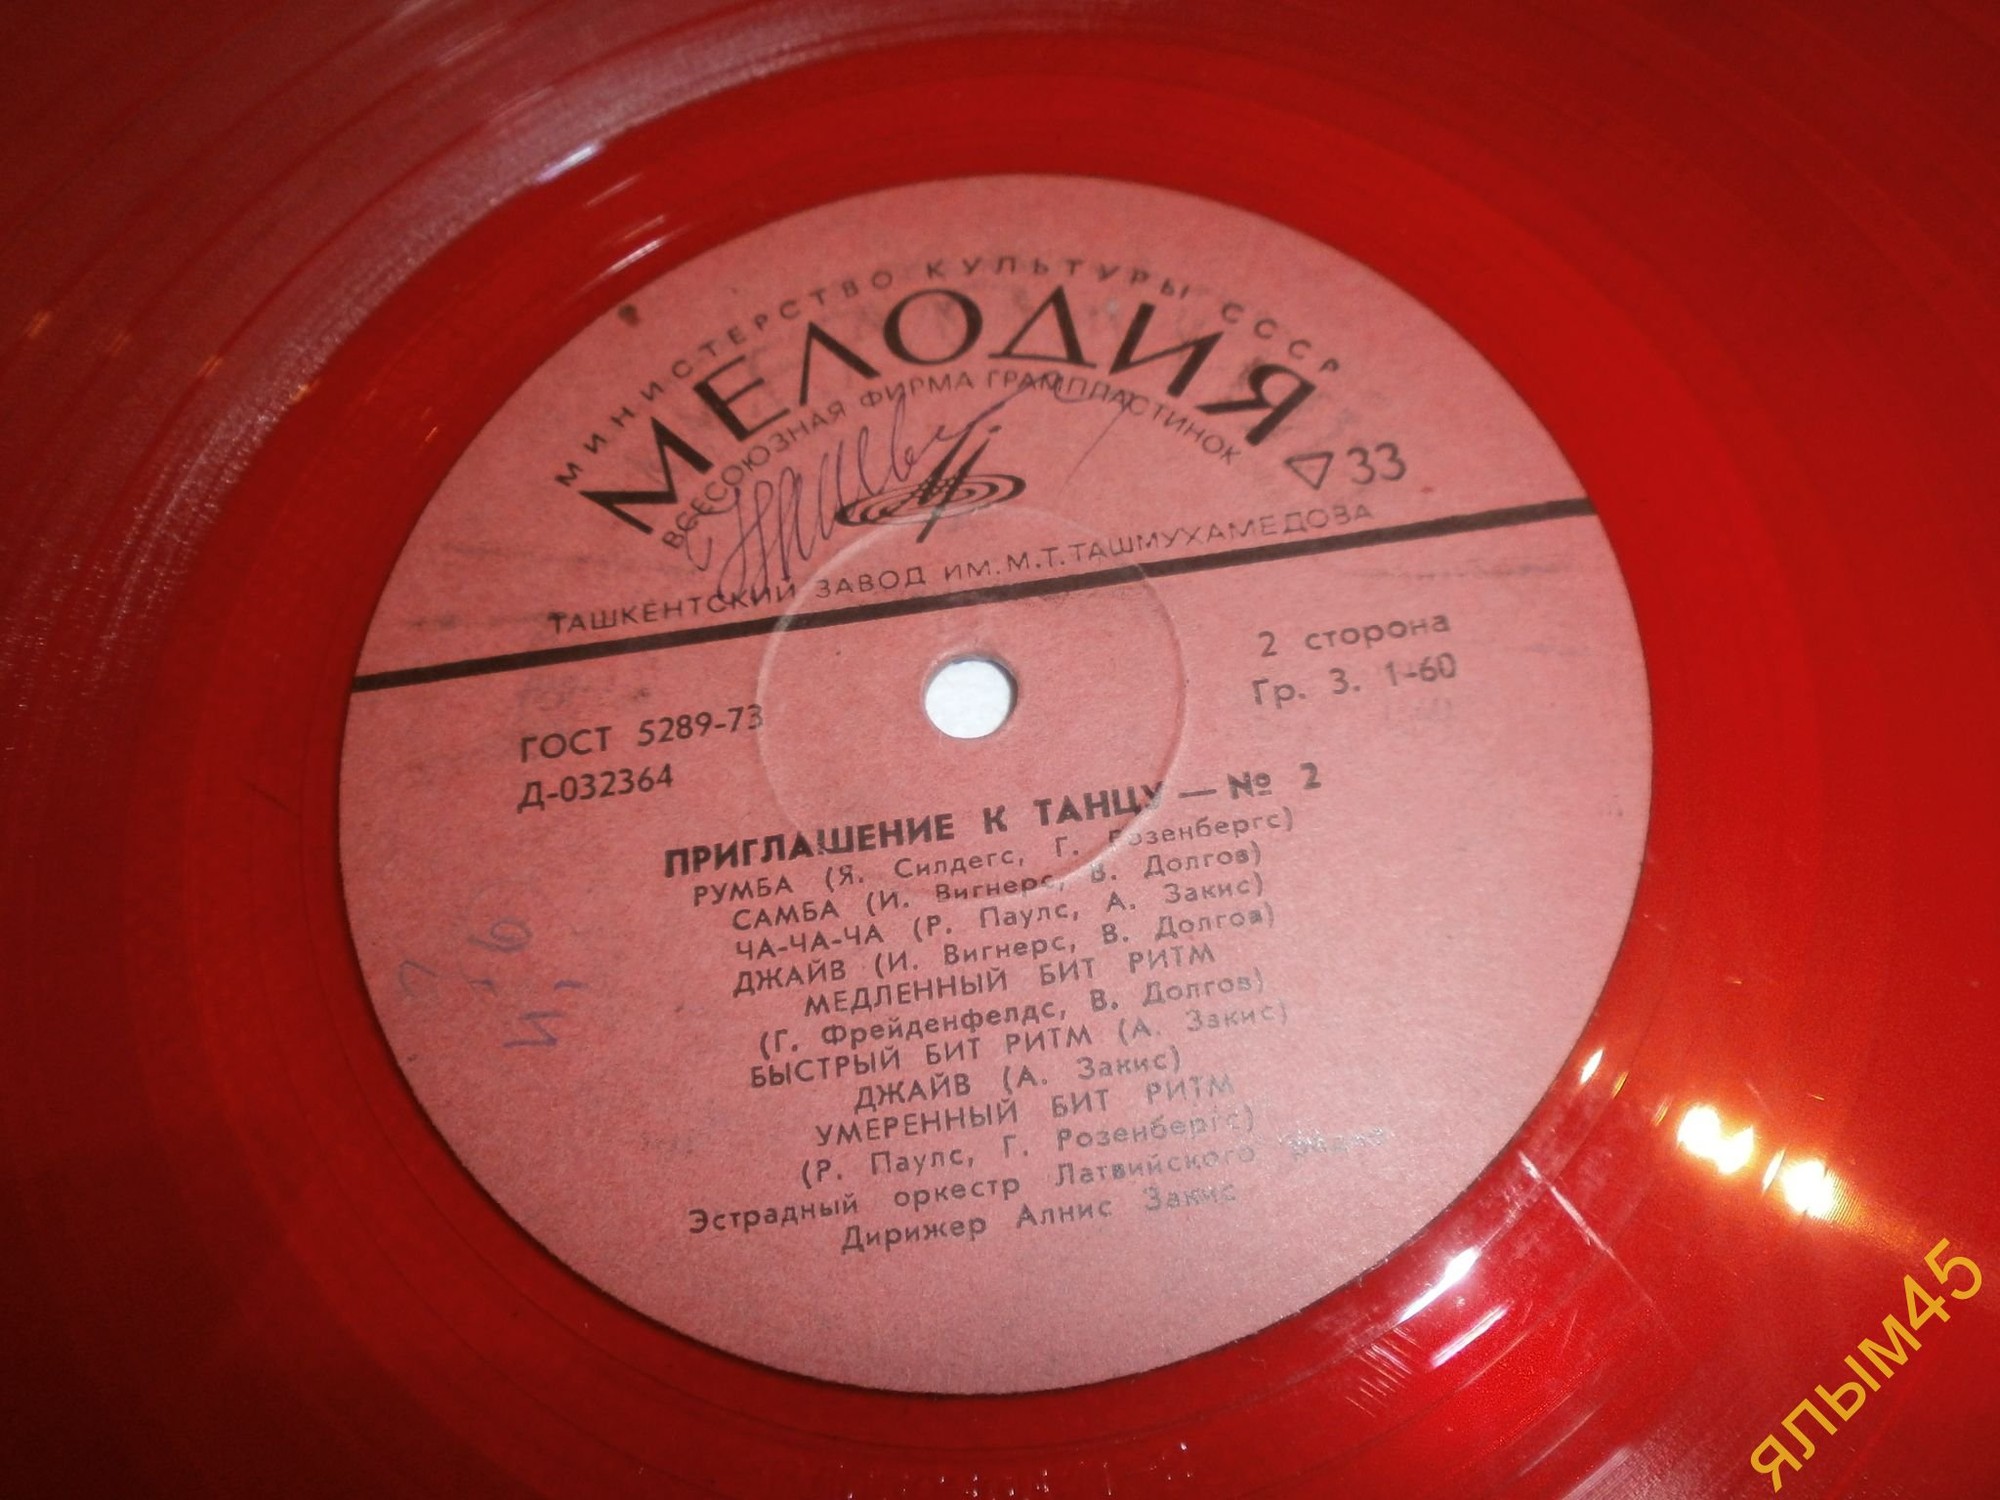 МИНИСТЕРСТВО КУЛЬТУРЫ СССР
МЕЛОДИЯ
ВСЕСОЮЗНАЯ ФИРМА ГРАМПЛАСТИНОК
33
ТАШКЕНТСКИЙ ЗАВОД ИМ. М.Т. ТАШМУХАМЕДОВА
2 сторона
Гр. 3. 1-60
ГОСТ 5289-73
Д-032364
ПРИГЛАШЕНИЕ К ТАНЦУ — № 2
РУМБА (Я. Силдегс, Г. Розенбергс)
САМБА (И. Вигнерс, В. Долгов)
ЧА-ЧА-ЧА (Р. Паулс, А. Закис)
ДЖАЙВ (И. Вигнерс, В. Долгов)
МЕДЛЕННЫЙ БИТ РИТМ
(Г. Фрейденфелдс, В. Долгов)
БЫСТРЫЙ БИТ РИТМ (А. Закис)
ДЖАЙВ (А. Закис)
УМЕРЕННЫЙ БИТ РИТМ
(Р. Паулс, Г. Розенбергс)
Эстрадный оркестр Латвийского радио
Дирижер Алнис Закис
ЯЛЫМ45